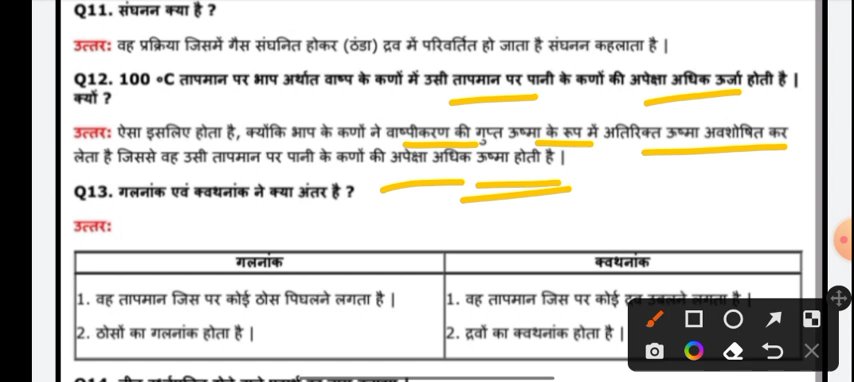 Q11. संघनन क्या है ?
उत्तर: वह प्रक्रिया जिसमें गैस संघनित होकर (ठंडा) द्रव में परिवर्तित हो जाता है संघनन कहलाता है |
Q12. 100 ∘C तापमान पर भाप अर्थात वाष्प के कणों में उसी तापमान पर पानी के कणों की अपेक्षा अधिक ऊर्जा होती है |
क्यों ?
उत्तर: ऐसा इसलिए होता है, क्योंकि भाप के कणों ने वाष्पीकरण की गुप्त ऊष्मा के रूप में अतिरिक्त ऊष्मा अवशोषित कर
लेता है जिससे वह उसी तापमान पर पानी के कणों की अपेक्षा अधिक ऊष्मा होती है |
Q13. गलनांक एवं क्वथनांक ने क्या अंतर है ?
उत्तर:
गलनांक क्वथनांक
1. वह तापमान जिस पर कोई ठोस पिघलने लगता है | 1. वह तापमान जिस पर कोई द्रव उबलने लगता है |
2. ठोसों का गलनांक होता है | 2. द्रवों का क्वथनांक होता है |